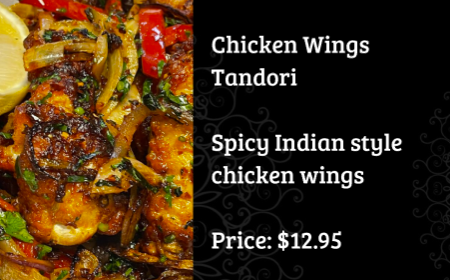 Chicken Wings
Tandori
Spicy Indian style
chicken wings
Price: $12.95